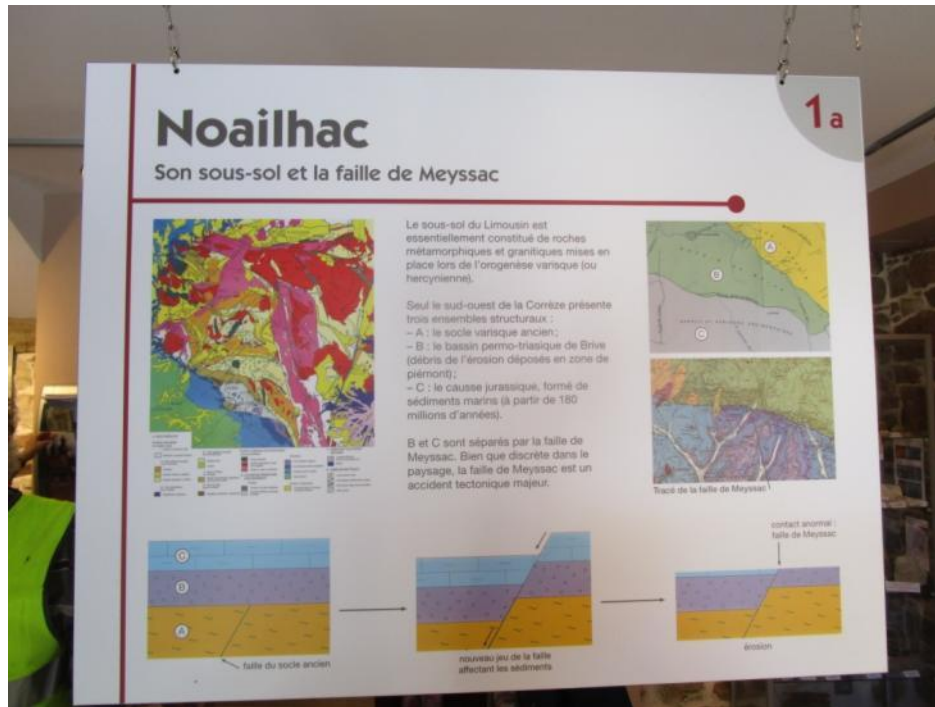 1a
Noailhac
Son sous-sol et la faille de Meyssac
Le sous-sol du Limousin est
essentiellement constitué de roches
métamorphiques et granitiques mises en
place lors de l'orogenèse varisque (ou
hercynienne).
Seul le sud-ouest de la Corrèze présente
trois ensembles structuraux :
– A : le socle varisque ancien ;
– B : le bassin permo-triasique de Brive
(débris de l'érosion déposés en zone de
piémont) ;
– C : le causse jurassique, formé de
sédiments marins (à partir de 180
millions d'années).
B et C sont séparés par la faille de
Meyssac. Bien que discrète dans le
paysage, la faille de Meyssac est un
accident tectonique majeur.
A
B
C
Tracé de la faille de Meyssac
C
B
A
faille du socle ancien
nouveau jeu de la faille
affectant les sédiments
contact anormal :
faille de Meyssac
érosion